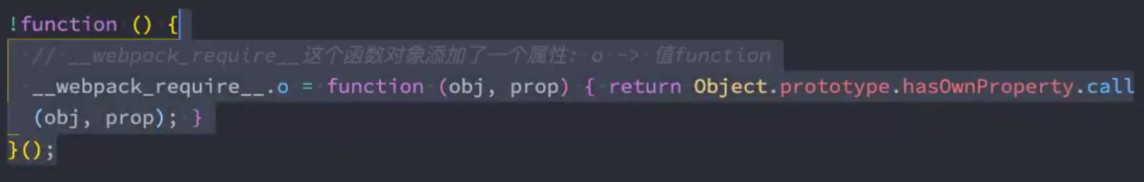 !function () {
// __webpack_require__这个函数对象添加了一个属性: o -> 值function
__webpack_require__.o = function (obj, prop) { return Object.prototype.hasOwnProperty.call
(obj, prop); }
}();